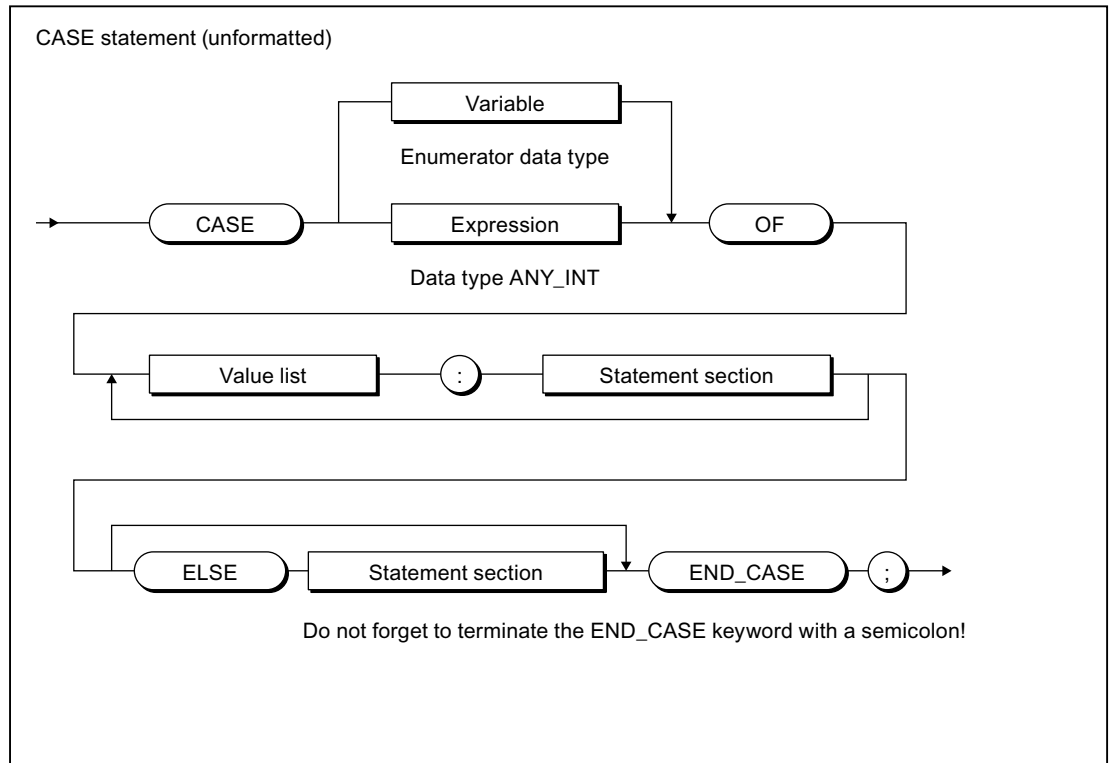 CASE statement (unformatted)
Variable
Enumerator data type
CASE
Expression
OF
Data type ANY_INT
Value list
:
Statement section
ELSE
Statement section
END_CASE
;
Do not forget to terminate the END_CASE keyword with a semicolon!